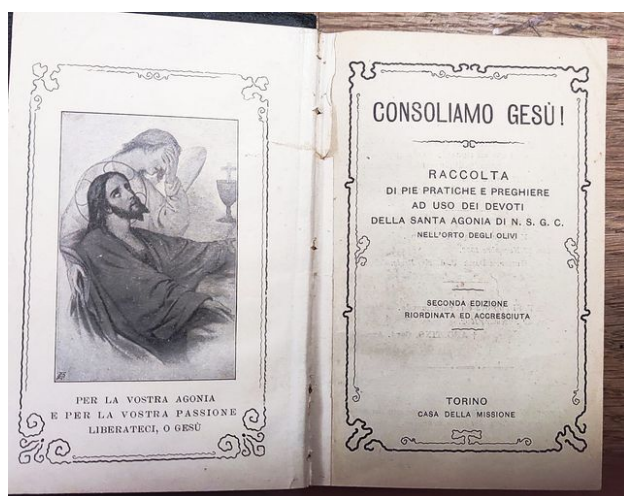 PER LA VOSTRA AGONIA
E PER LA VOSTRA PASSIONE
LIBERATECI, O GESÙ
CONSOLIAMO GESÙ!
RACCOLTA
DI PIE PRATICHE E PREGHIERE
AD USO DEI DEVOTI
DELLA SANTA AGONIA DI N. S. G. C.
NELL'ORTO DEGLI OLIVI
SECONDA EDIZIONE
RIORDINATA ED ACCRESCIUTA
TORINO
CASA DELLA MISSIONE